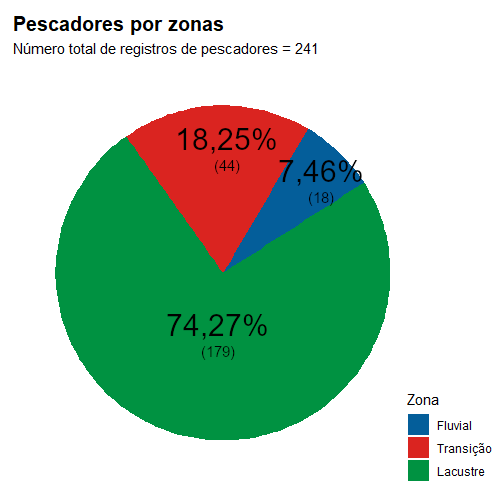 Pescadores por zonas
Número total de registros de pescadores = 241
18,25%
(44)
7,46%
(18)
74,27%
(179)
Zona
Fluvial
Transição
Lacustre